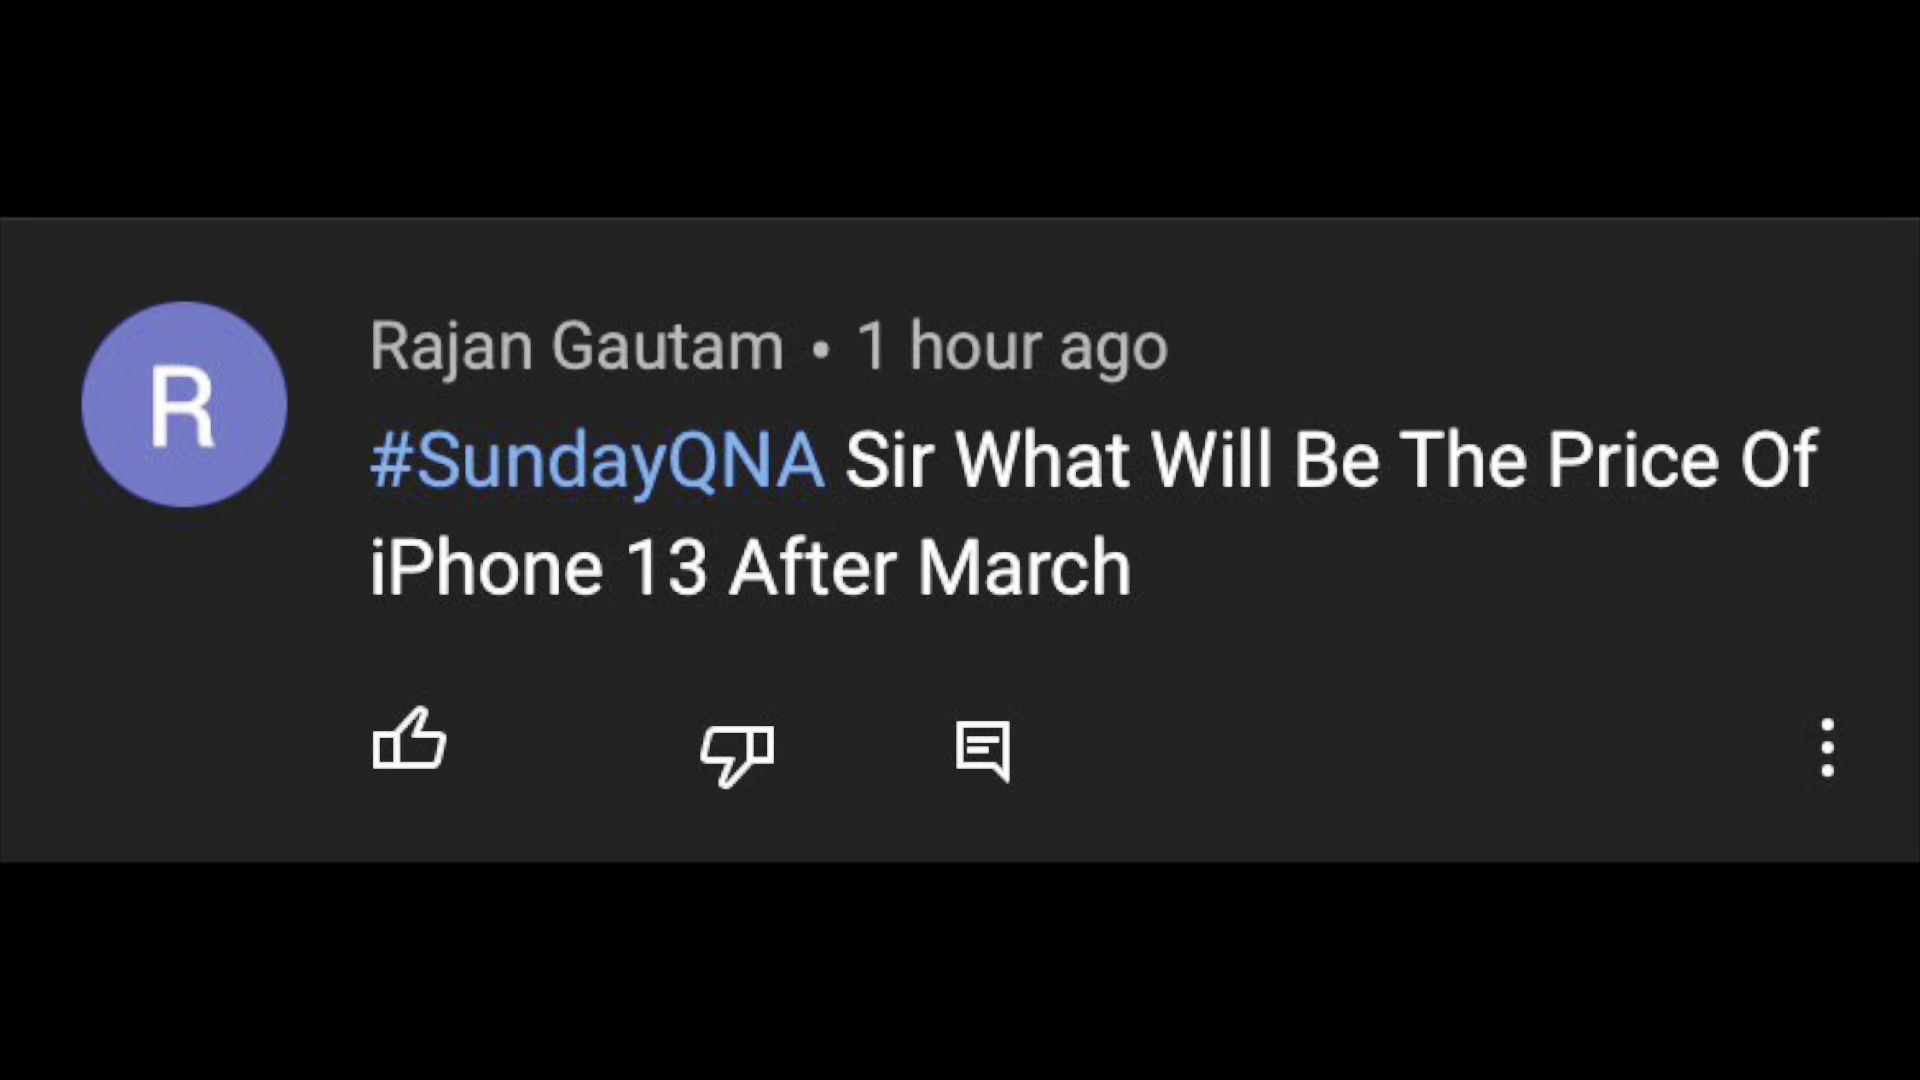 R
Rajan Gautam • 1 hour ago
#SundayQNA Sir What Will Be The Price Of
iPhone 13 After March